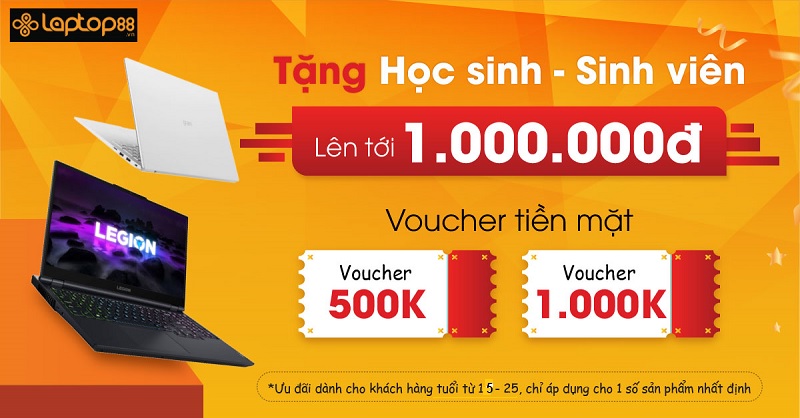 Laptop88
.vn
Tặng Học sinh - Sinh viên
Lên tới 1.000.000đ
Voucher tiền mặt
Voucher
500K
Voucher
1.000K
LEGION
LEGION
*Ưu đãi dành cho khách hàng tuổi từ 15 - 25, chỉ áp dụng cho 1 số sản phẩm nhất định